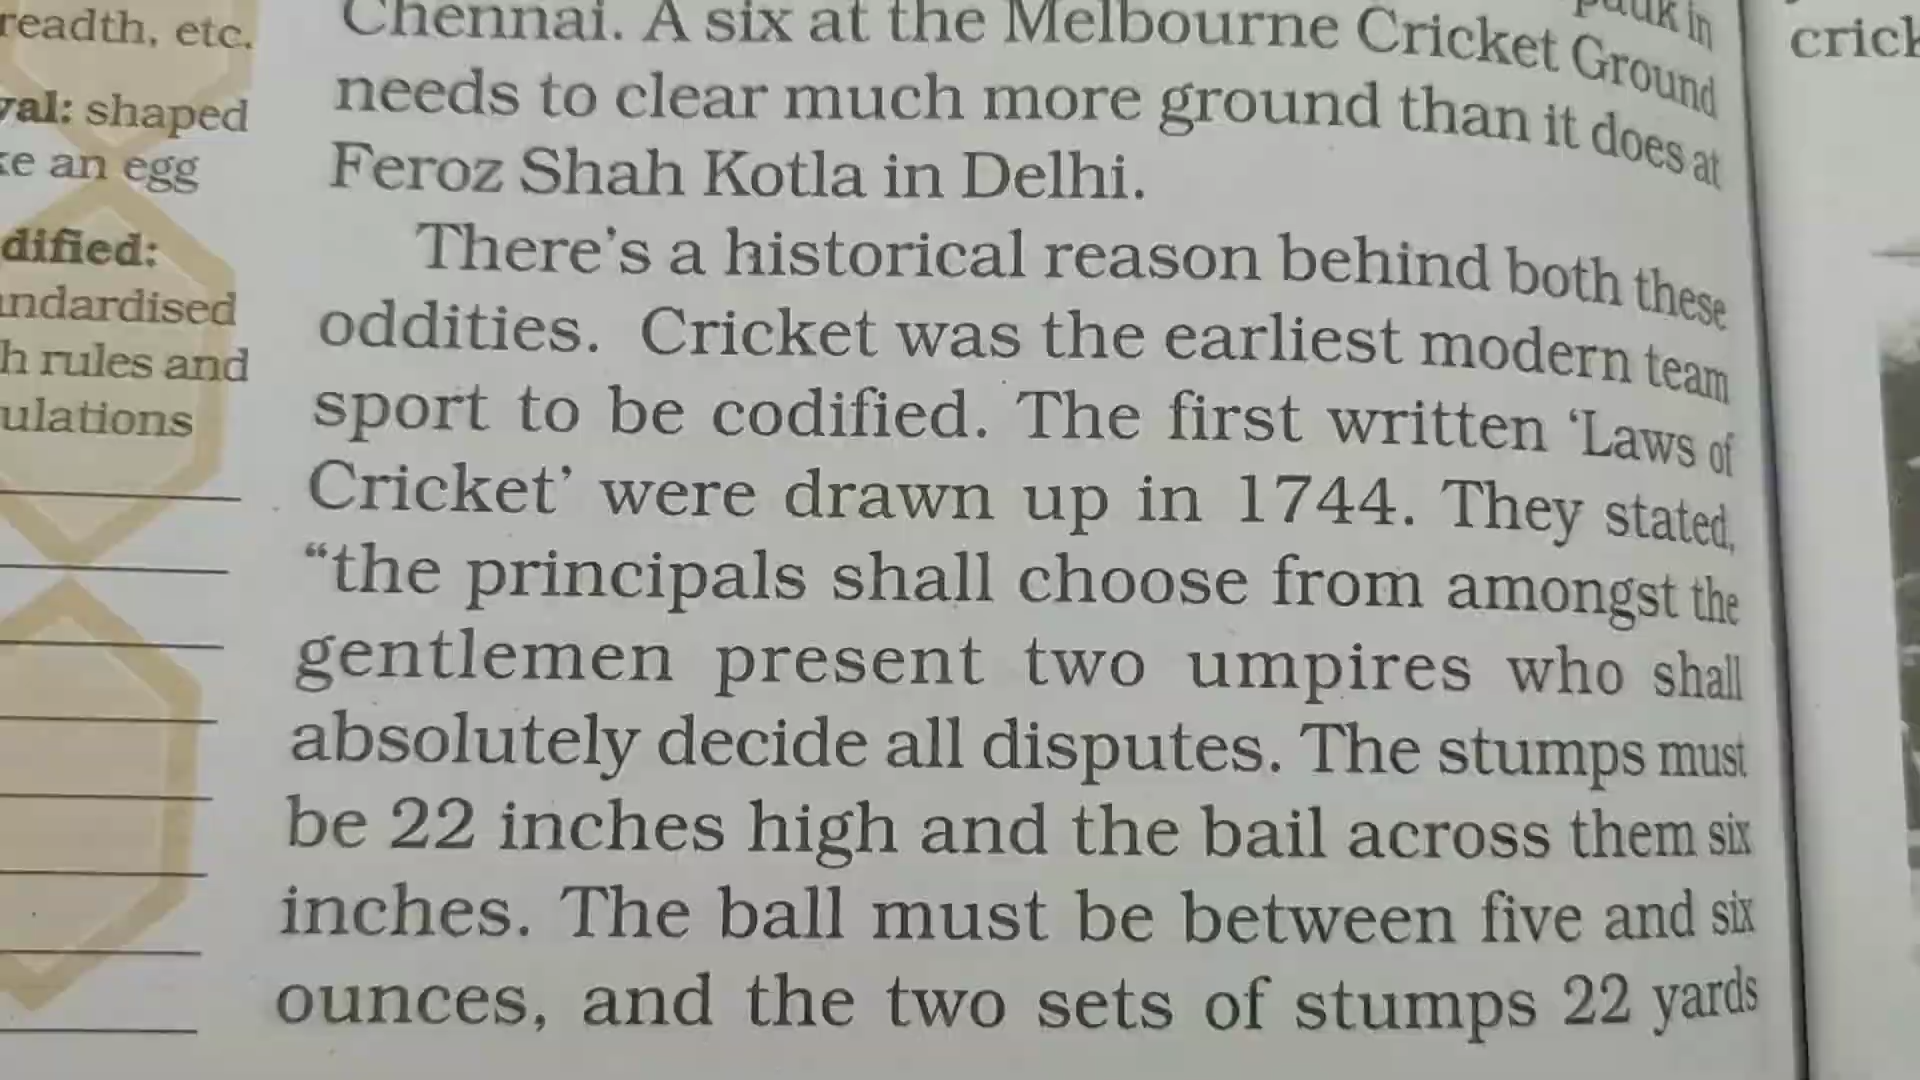 readth, etc.
val: shaped
ke an egg
dified:
ndardised
h rules and
ulations
Chennai. A six at the Melbourne Cricket Ground
needs to clear much more ground than it does at
Feroz Shah Kotla in Delhi.
There's a historical reason behind both these
oddities. Cricket was the earliest modern team
sport to be codified. The first written ‘Laws of
Cricket’ were drawn up in 1744. They stated,
“the principals shall choose from amongst the
gentlemen present two umpires who shall
absolutely decide all disputes. The stumps must
be 22 inches high and the bail across them six
inches. The ball must be between five and six
ounces, and the two sets of stumps 22 yards
crick